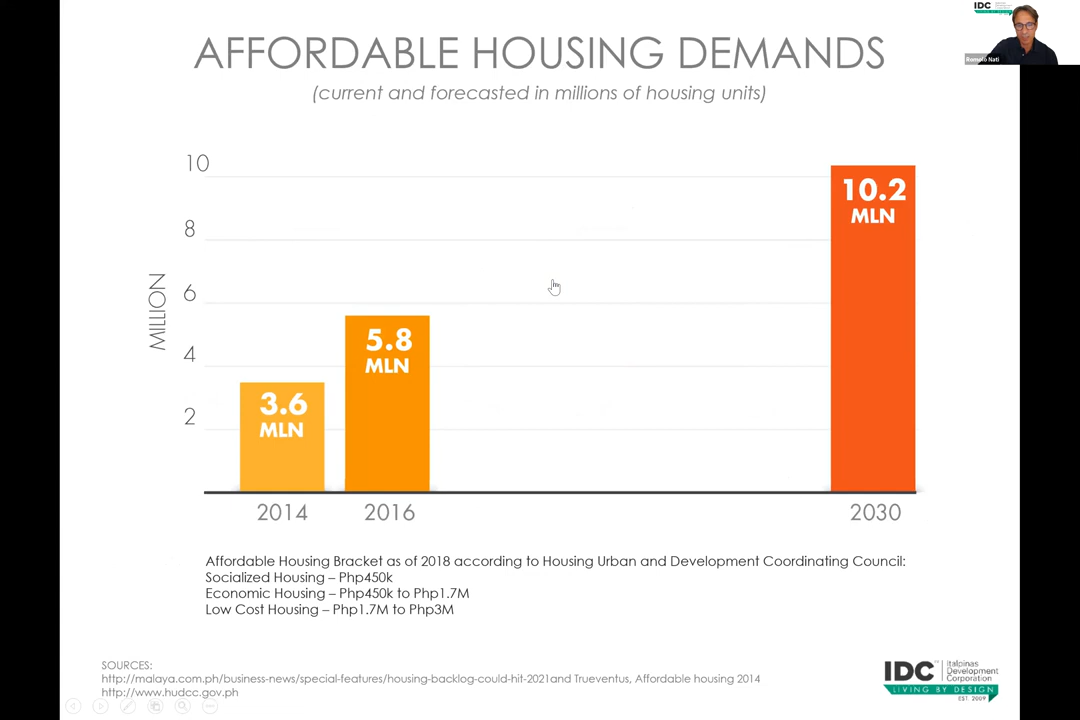 IDC
Romolo Nati
AFFORDABLE HOUSING DEMANDS
(current and forecasted in millions of housing units)
MILLION
10
8
6
4
2
3.6
MLN
5.8
MLN
10.2
MLN
2014
2016
2030
Affordable Housing Bracket as of 2018 according to Housing Urban and Development Coordinating Council:
Socialized Housing – Php450k
Economic Housing – Php450k to Php1.7M
Low Cost Housing – Php1.7M to Php3M
SOURCES:
http://malaya.com.ph/business-news/special-features/housing-backlog-could-hit-2021and Trueventus, Affordable housing 2014
http://www.hudcc.gov.ph
IDC
Italpinas
Development
Corporation
LIVING BY DESIGN
EST. 2009